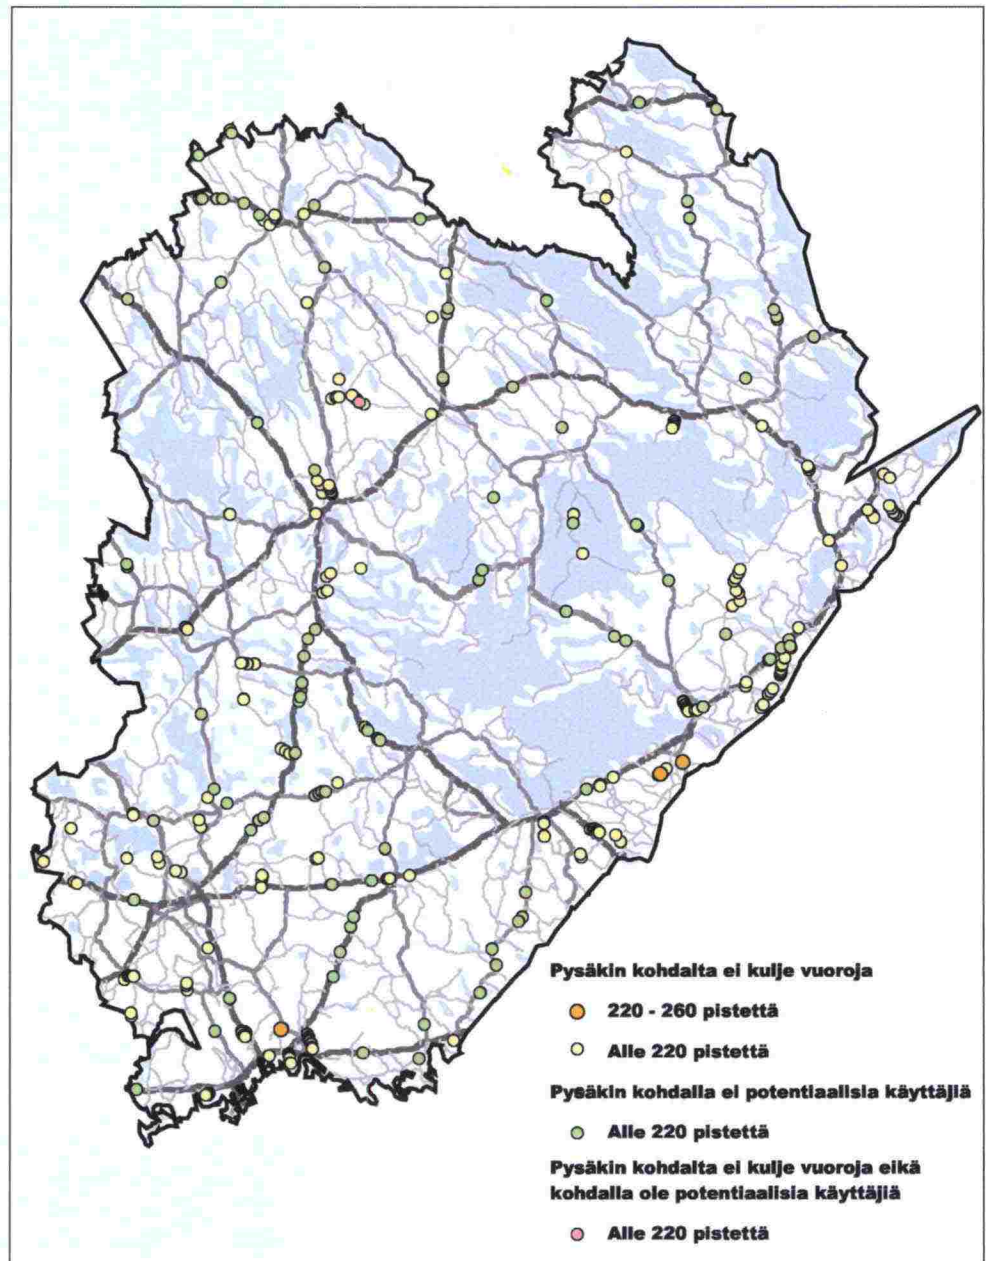 Pysäkin kohdalta ei kulje vuoroja
220 - 260 pistettä
Alle 220 pistettä
Pysäkin kohdalla ei potentiaalisia käyttäjiä
Alle 220 pistettä
Pysäkin kohdalta ei kulje vuoroja eikä
kohdalla ole potentiaalisia käyttäjiä
Alle 220 pistettä